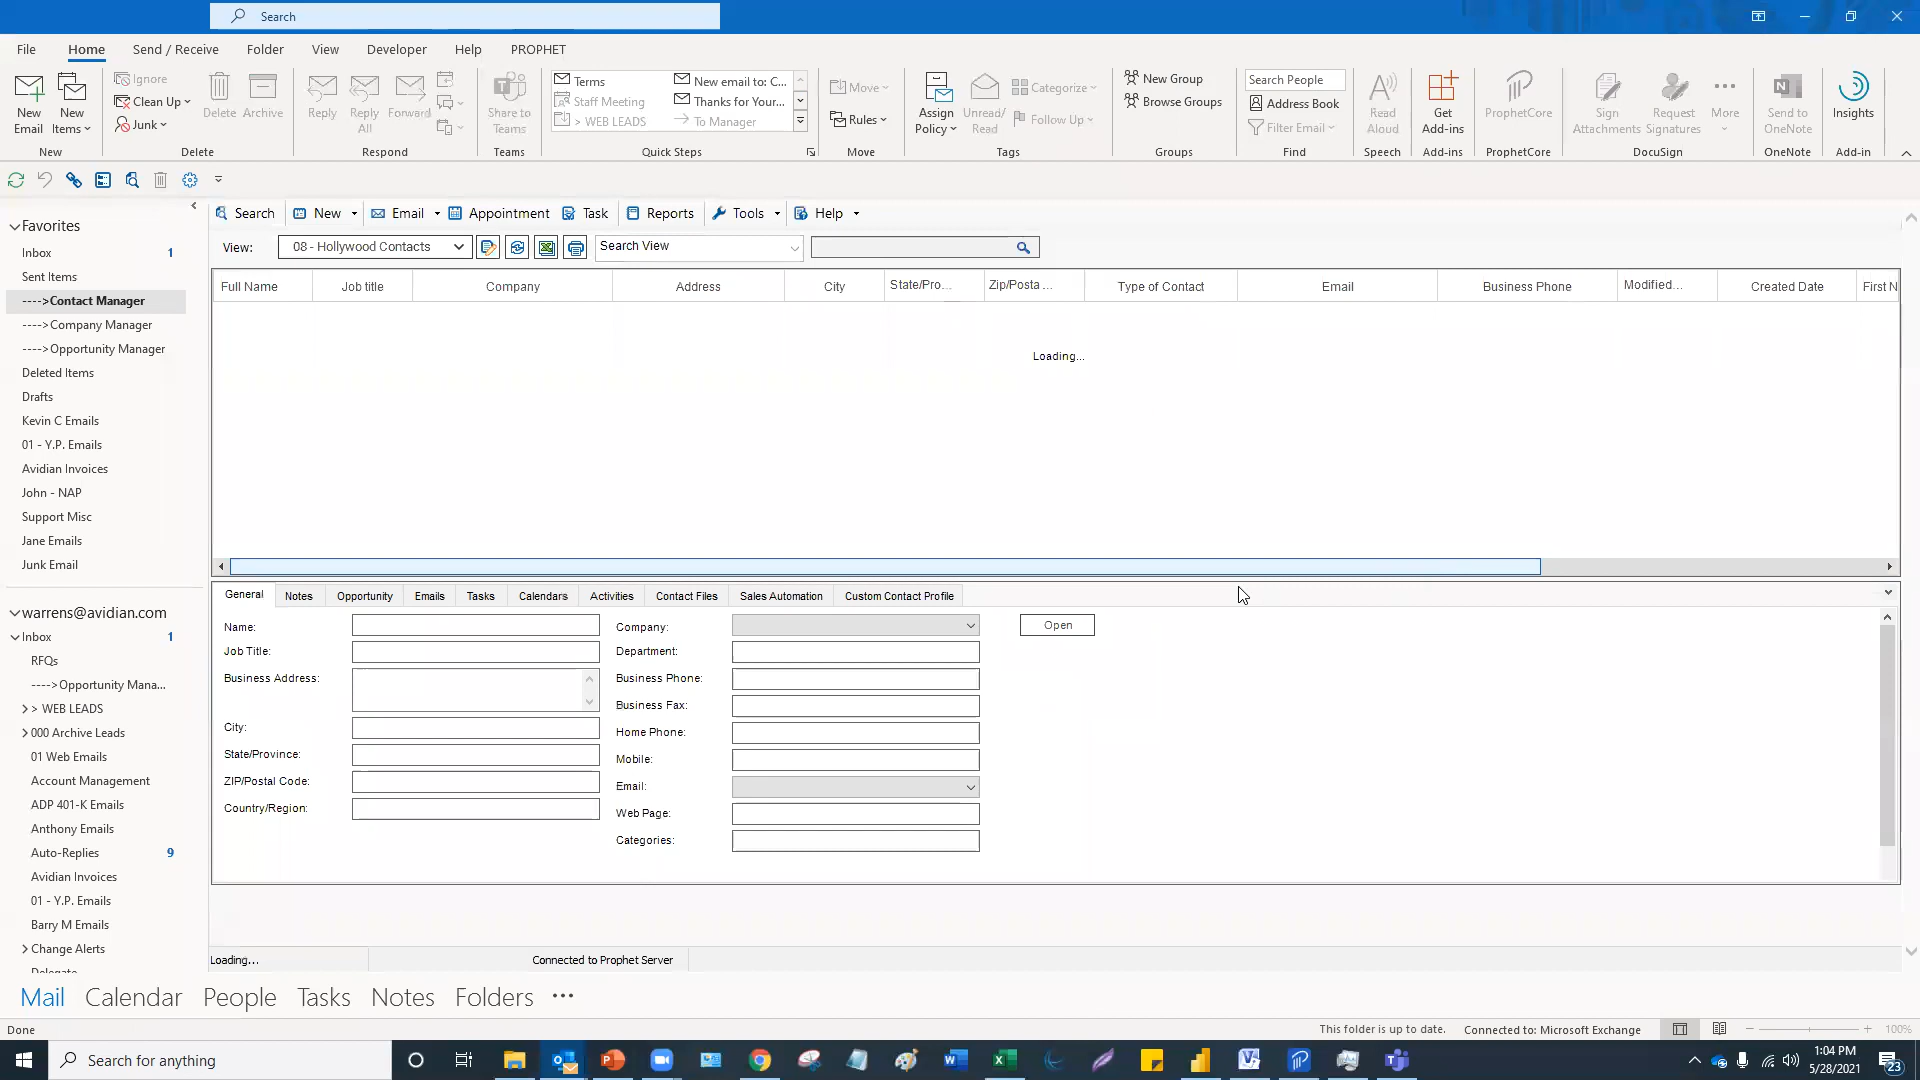 Search
File Home Send / Receive Folder View Developer Help PROPHET
New Email
New Items
New
Ignore
Clean Up
Junk
Delete
Archive
Delete
Reply
Reply All
Forward
Respond
Share to Teams
Teams
Terms
Staff Meeting
> WEB LEADS
New email to: C...
Thanks for Your...
To Manager
Quick Steps
Move
Rules
Move
Assign Policy
Unread/ Read
Categorize
Follow Up
Tags
New Group
Browse Groups
Groups
Search People
Address Book
Filter Email
Find
Read Aloud
Speech
Get Add-ins
Add-ins
ProphetCore
ProphetCore
Sign Attachments
Request Signatures
More
DocuSign
Send to OneNote
OneNote
Insights
Add-in
Favorites
Inbox 1
Sent Items
---->Contact Manager
---->Company Manager
---->Opportunity Manager
Deleted Items
Drafts
Kevin C Emails
01 - Y.P. Emails
Avidian Invoices
John - NAP
Support Misc
Jane Emails
Junk Email
warrens@avidian.com
Inbox 1
RFQs
---->Opportunity Mana...
> WEB LEADS
000 Archive Leads
01 Web Emails
Account Management
ADP 401-K Emails
Anthony Emails
Auto-Replies 9
Avidian Invoices
01 - Y.P. Emails
Barry M Emails
Change Alerts
Delegate
Search New Email Appointment Task Reports Tools Help
View: 08 - Hollywood Contacts Search View
Full Name Job title Company Address City State/Pro... Zip/Posta ... Type of Contact Email Business Phone Modified... Created Date First N
Loading...
General Notes Opportunity Emails Tasks Calendars Activities Contact Files Sales Automation Custom Contact Profile
Name:
Job Title:
Business Address:
City:
State/Province:
ZIP/Postal Code:
Country/Region:
Company:
Department:
Business Phone:
Business Fax:
Home Phone:
Mobile:
Email:
Web Page:
Categories:
Open
Loading... Connected to Prophet Server
Mail Calendar People Tasks Notes Folders ...
Done This folder is up to date. Connected to: Microsoft Exchange 100%
Search for anything
1:04 PM
5/28/2021
23